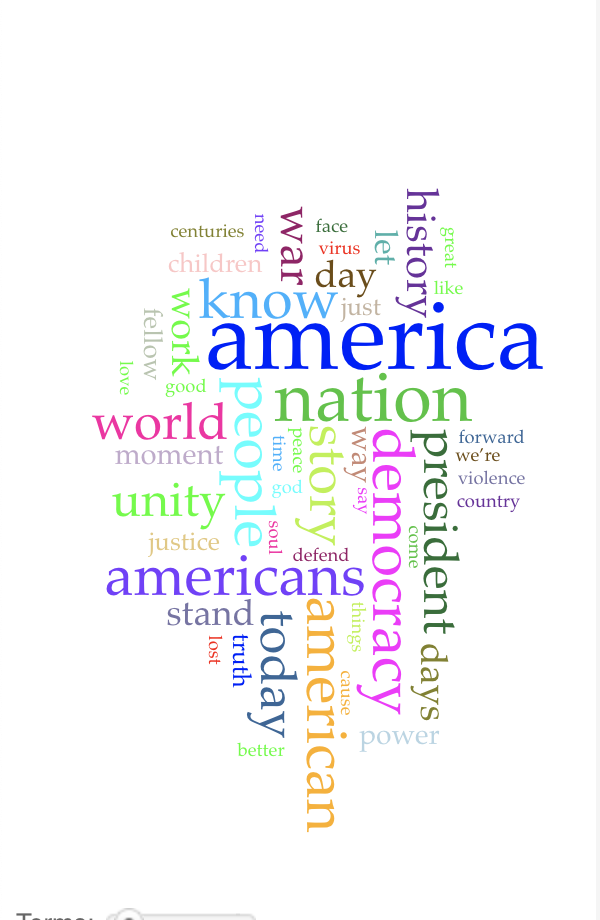 history
war
need
centuries
face
virus
let
great
children
day
like
know
just
work
fellow
america
love
good
people
nation
world
moment
time
peace
story
way
say
democracy
president
forward
we're
violence
country
god
unity
soul
justice
defend
come
americans
stand
today
american
things
lost
truth
cause
days
power
better